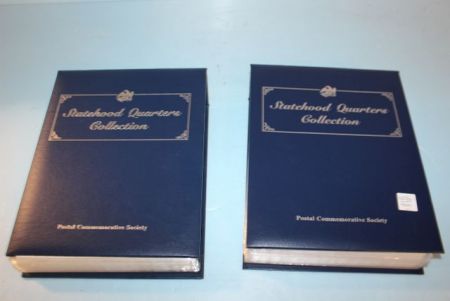 Statehood Quarters
Collection
Postal Commemorative Society
Statehood Quarters
Collection
Postal Commemorative Society